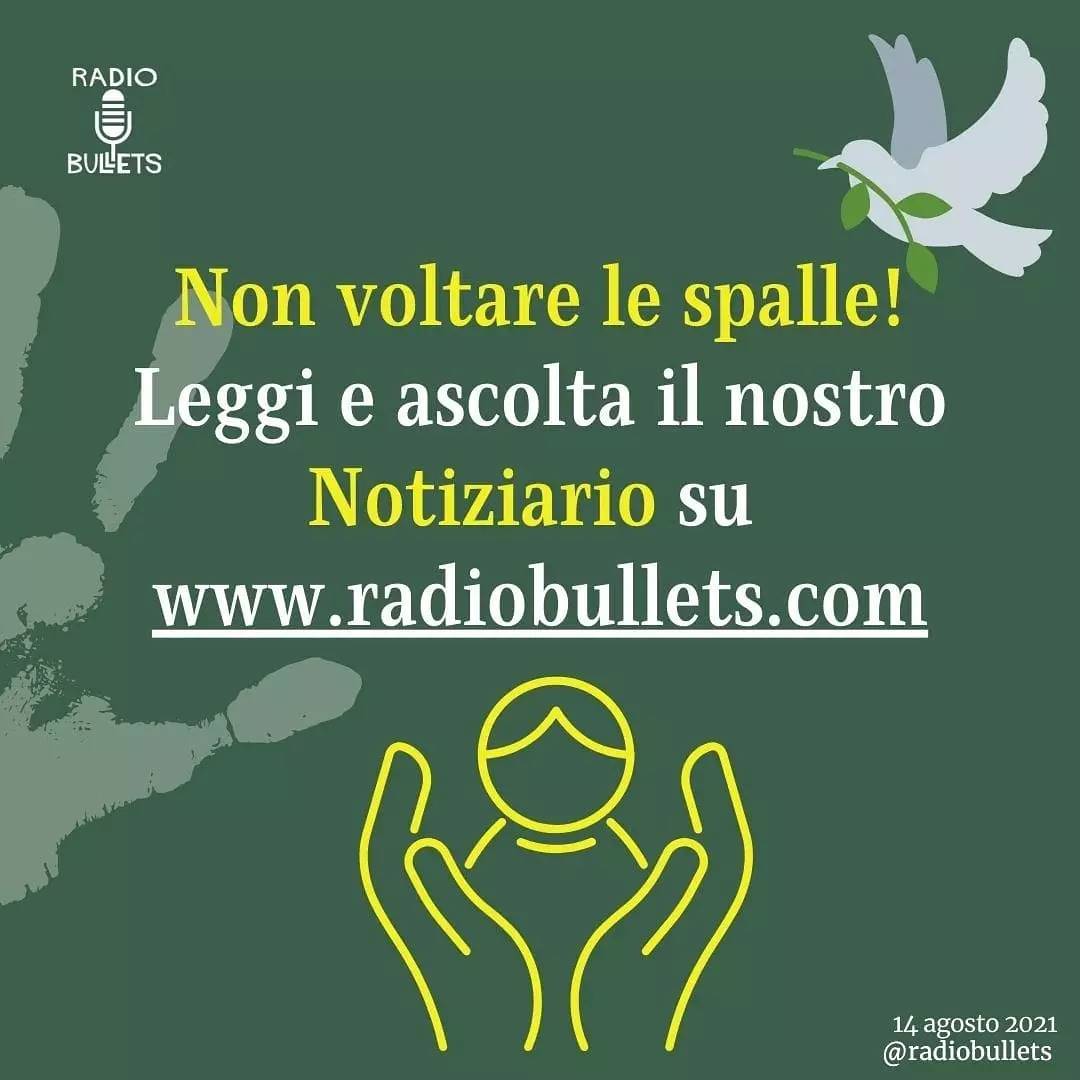 RADIO
BULLETS
Non voltare le spalle!
Leggi e ascolta il nostro
Notiziario su
www.radiobullets.com
14 agosto 2021
@radiobullets